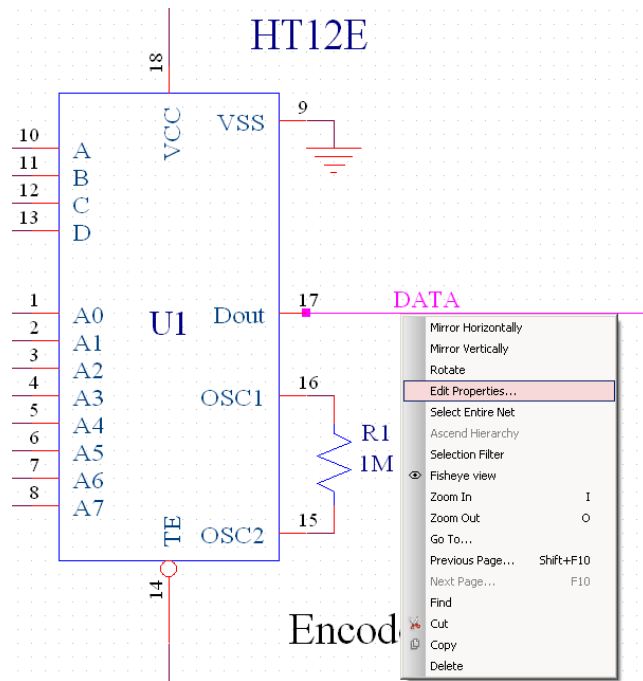 HT12E
18
VCC
VSS
9
10
A
11
B
12
C
13
D
1
A0
2
A1
3
A2
4
A3
5
A4
6
A5
7
A6
8
A7
U1
Dout
17
DATA
OSC1
16
R1
1M
OSC2
15
TE
14
Mirror Horizontally
Mirror Vertically
Rotate
Edit Properties...
Select Entire Net
Ascend Hierarchy
Selection Filter
Fisheye view
Zoom In I
Zoom Out O
Go To...
Previous Page... Shift+F10
Next Page... F10
Find
Cut
Copy
Delete